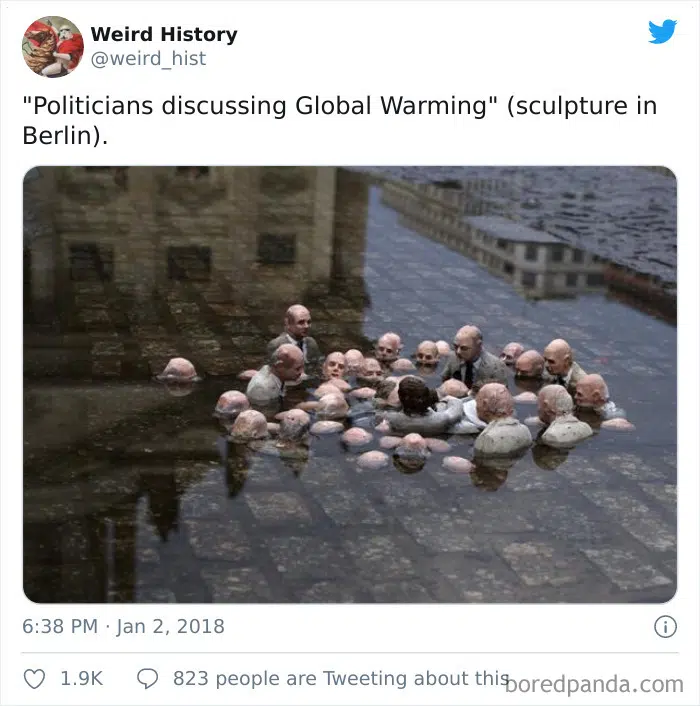 Weird History
@weird_hist
"Politicians discussing Global Warming" (sculpture in
Berlin).
6:38 PM · Jan 2, 2018
1.9K
823 people are Tweeting about this
boredpanda.com